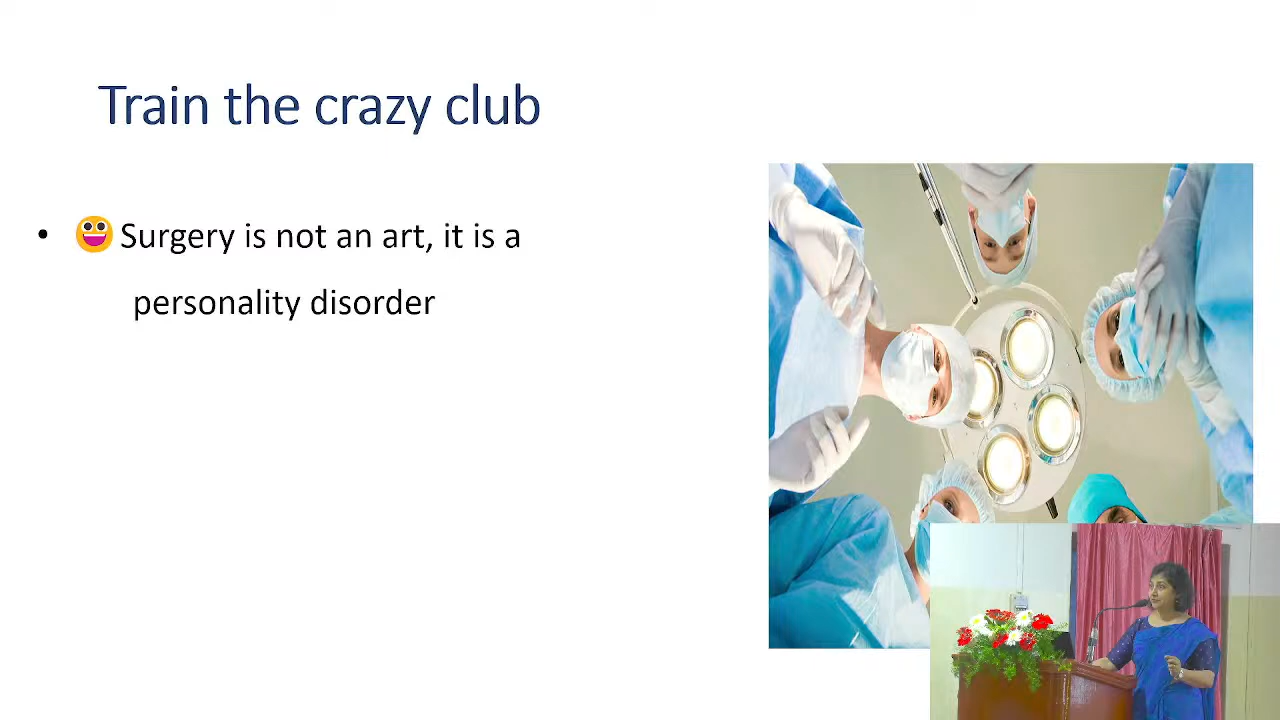 Train the crazy club
• 😀 Surgery is not an art, it is a
personality disorder